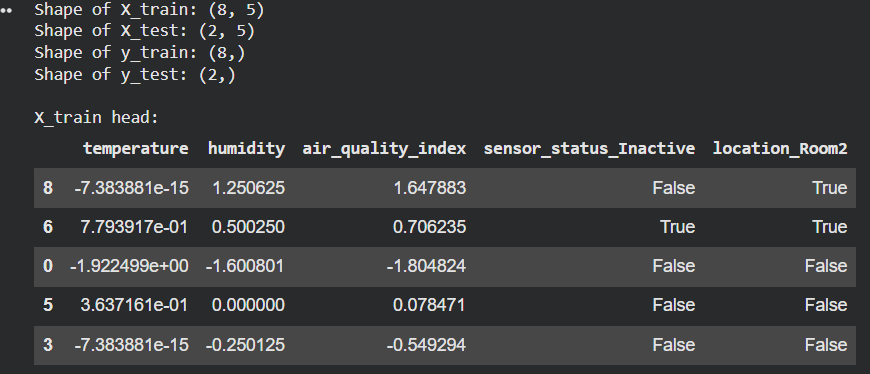 Shape of X_train: (8, 5)
Shape of X_test: (2, 5)
Shape of y_train: (8,)
Shape of y_test: (2,)
X_train head:
temperature humidity air_quality_index sensor_status_Inactive location_Room2
8 -7.383881e-15 1.250625 1.647883 False True
6 7.793917e-01 0.500250 0.706235 True True
0 -1.922499e+00 -1.600801 -1.804824 False False
5 3.637161e-01 0.000000 0.078471 False False
3 -7.383881e-15 -0.250125 -0.549294 False False